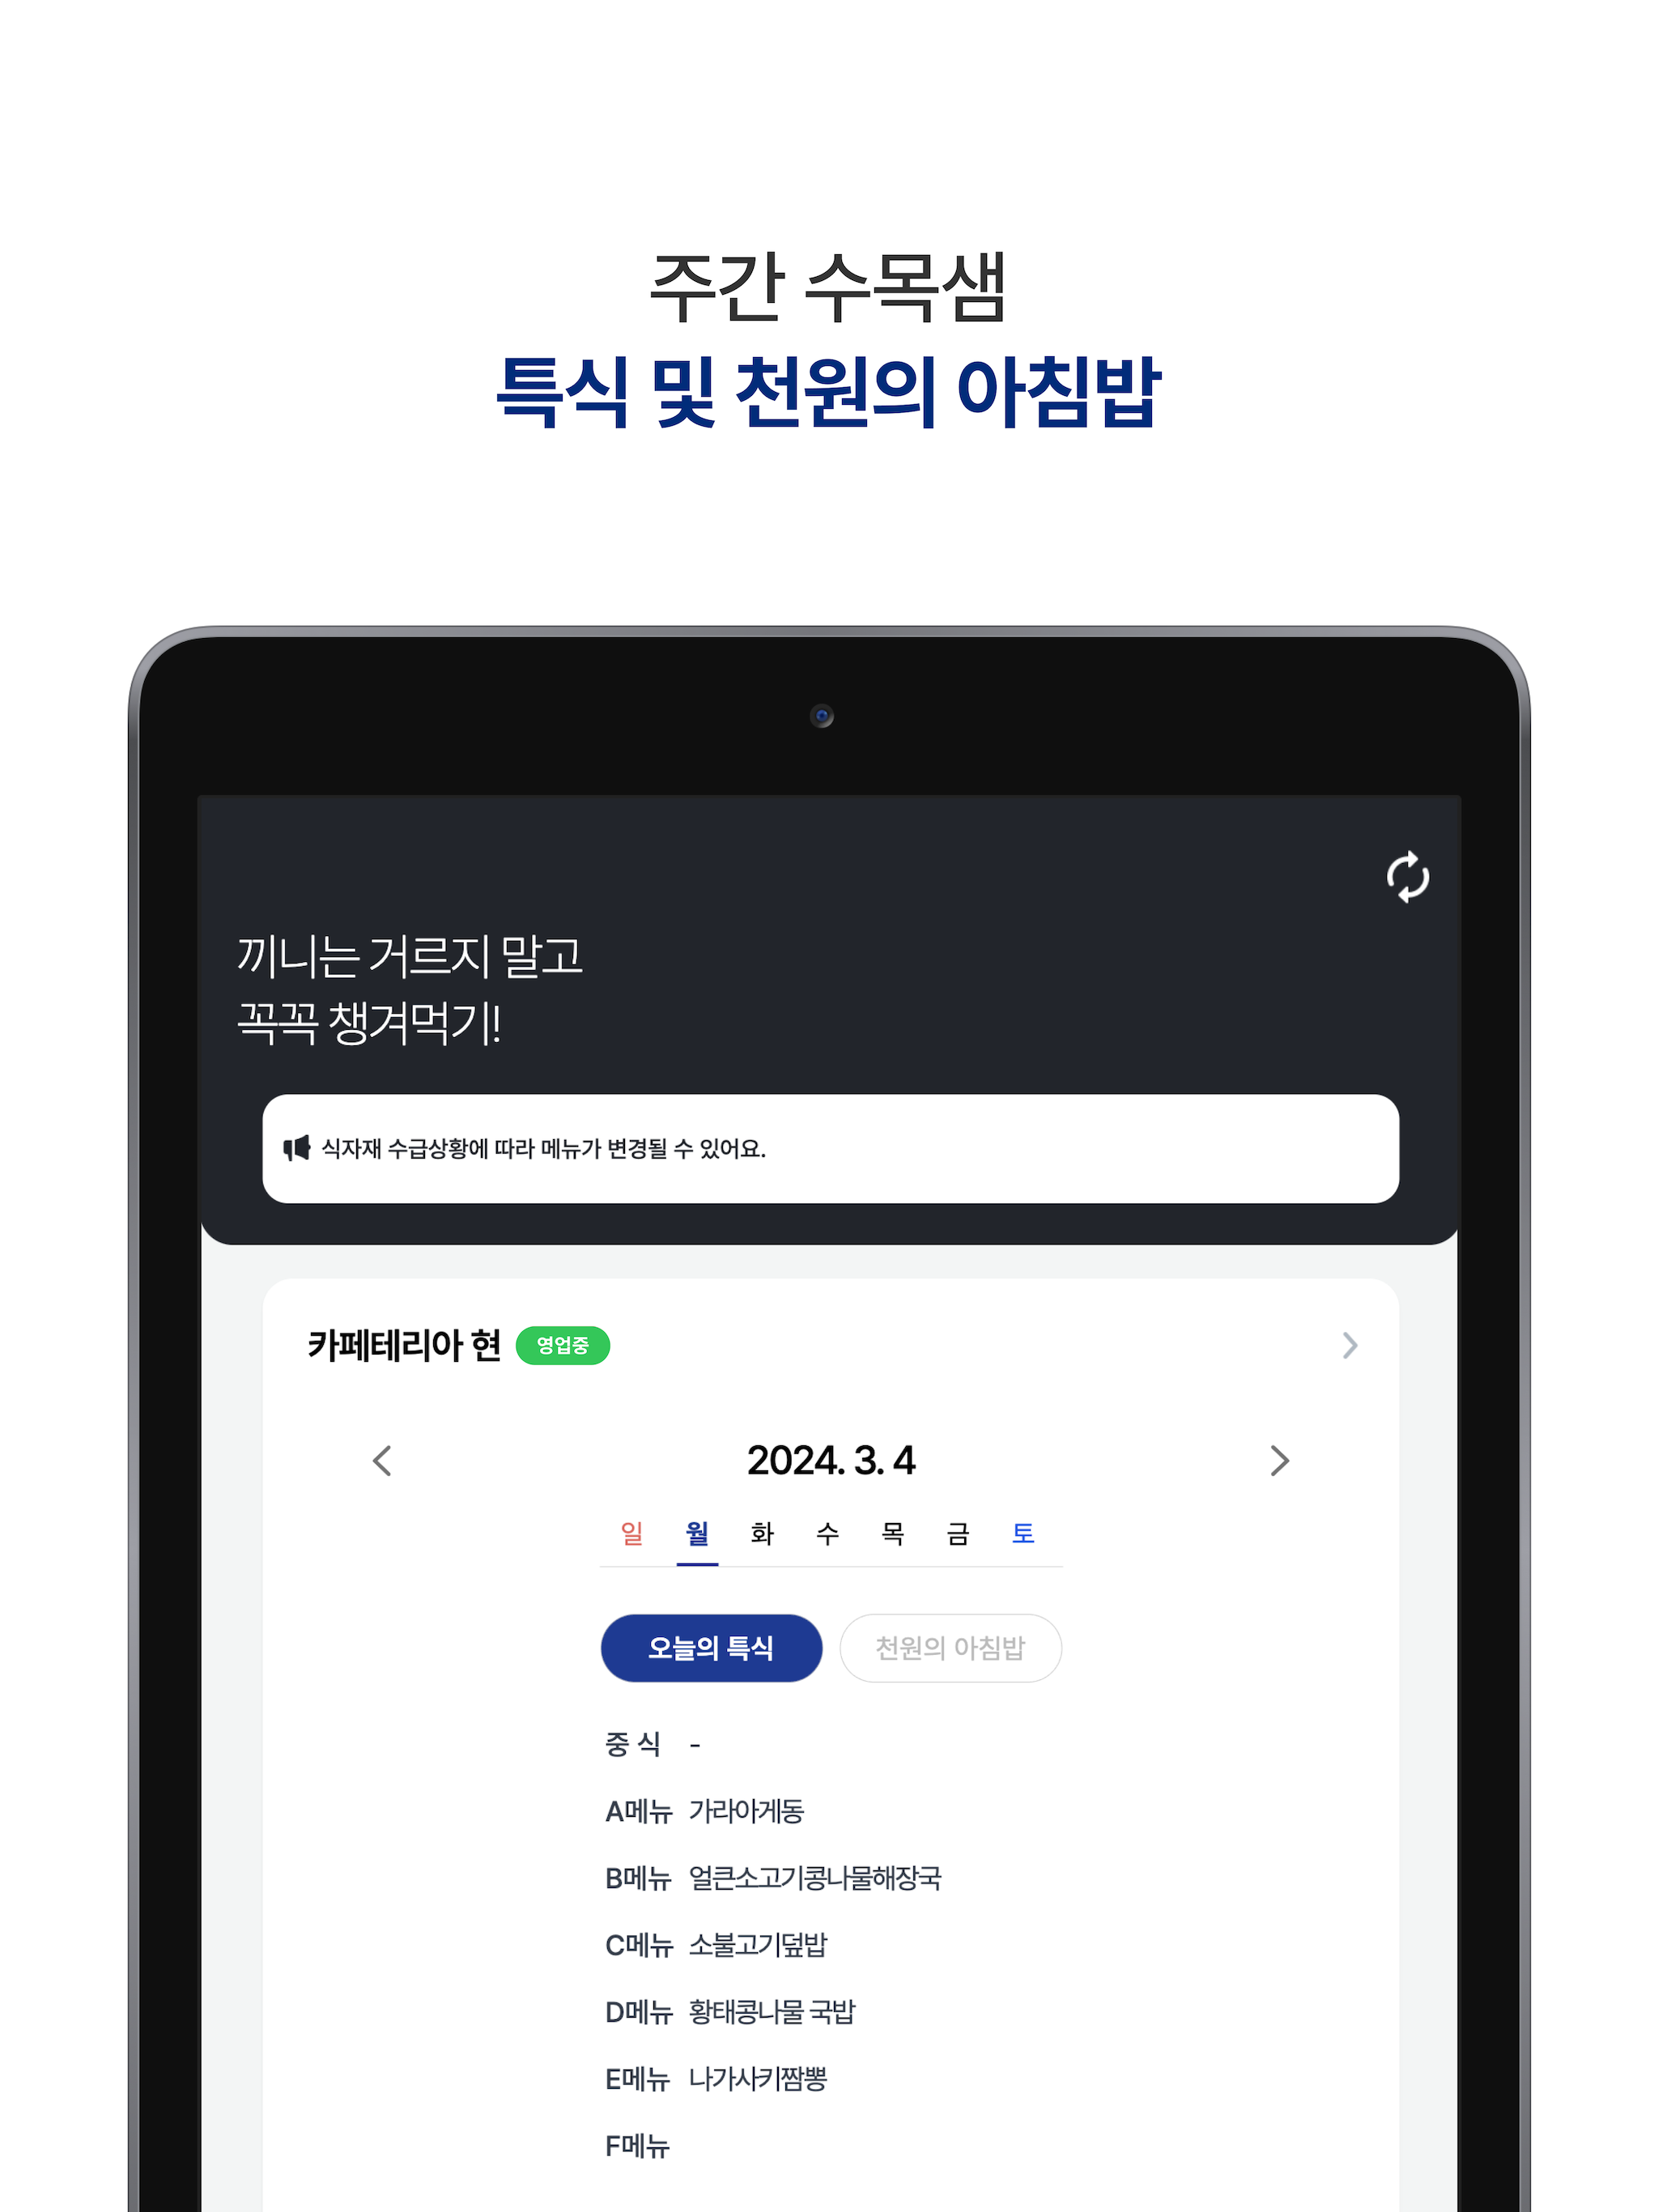 주간 수목샘
특식 및 천원의 아침밥
끼니는 거르지 말고
꼭꼭 챙겨먹기!
식자재 수급상황에 따라 메뉴가 변경될 수 있어요.
카페테리아 현 영업중
2024. 3. 4
일 월 화 수 목 금 토
오늘의 특식 천원의 아침밥
중 식 -
A메뉴 가라아게동
B메뉴 얼큰소고기콩나물해장국
C메뉴 소불고기덮밥
D메뉴 황태콩나물 국밥
E메뉴 나가사키짬뽕
F메뉴